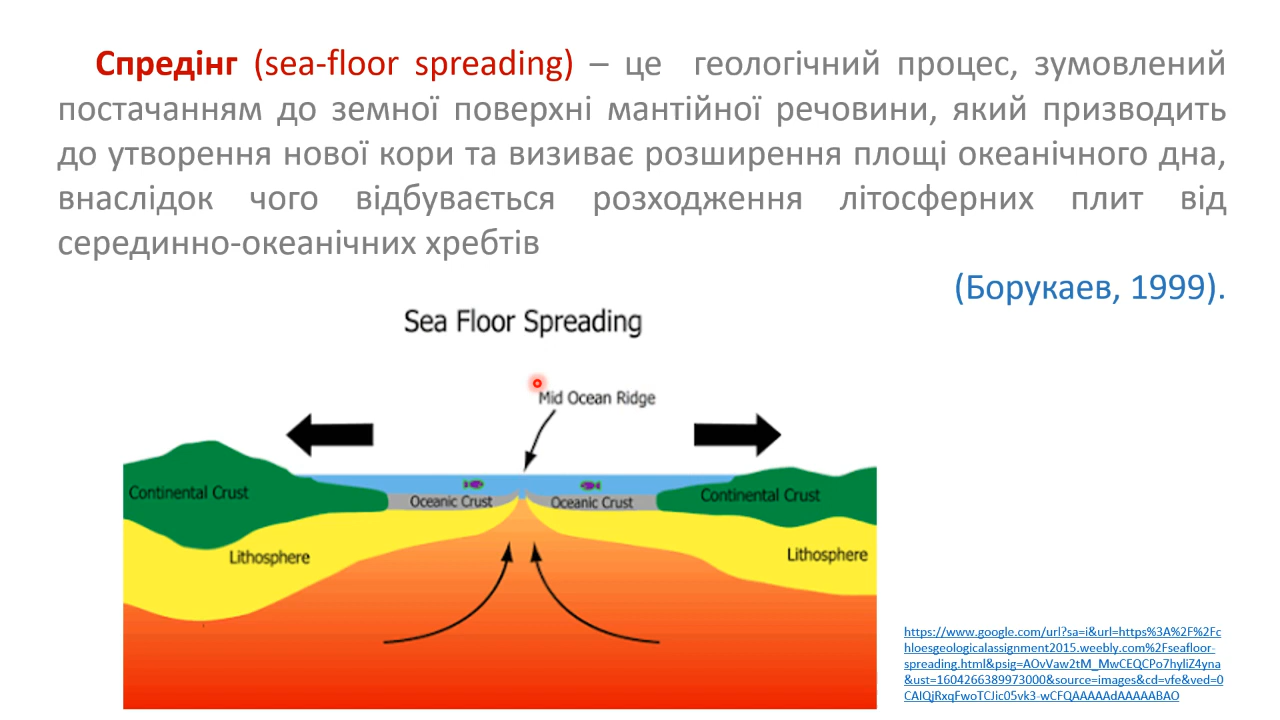 Спредінг (sea-floor spreading) – це геологічний процес, зумовлений
постачанням до земної поверхні мантійної речовини, який призводить
до утворення нової кори та визиває розширення площі океанічного дна,
внаслідок чого відбувається розходження літосферних плит від
серединно-океанічних хребтів
(Борукаев, 1999).
Sea Floor Spreading
Mid Ocean Ridge
Continental Crust
Oceanic Crust
Oceanic Crust
Continental Crust
Lithosphere
Lithosphere
https://www.google.com/url?sa=i&url=https%3A%2F%2Fc
hloesgeologicalassignment2015.weebly.com%2Fseafloor-
spreading.html&psig=AOvVaw2tM_MwCEQCPo7hyliZ4yna
&ust=1604266389973000&source=images&cd=vfe&ved=0
CAIQjRxqFwoTCJic05vk3-wCFQAAAAAdAAAAABAO